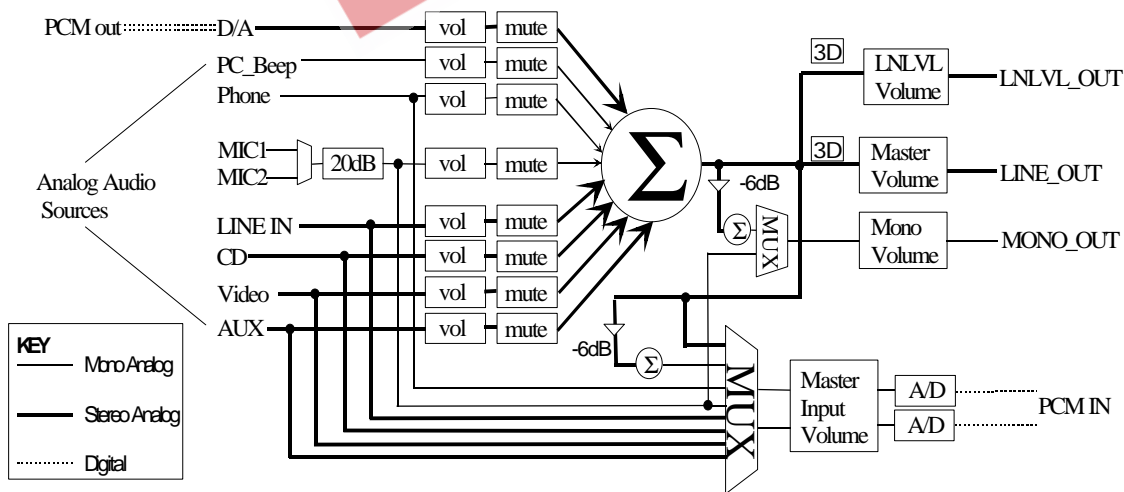 PCM out D/A vol mute
PC_Beep vol mute
Phone vol mute
MIC1
MIC2
20dB vol mute
Analog Audio
Sources
LINE IN vol mute
CD vol mute
Video vol mute
AUX vol mute
Σ
3D
LNLVL
Volume
LNLVL_OUT
3D
Master
Volume
LINE_OUT
-6dB
Σ
MUX
Mono
Volume
MONO_OUT
-6dB
Σ
MUX
Master
Input
Volume
A/D
A/D
PCM IN
KEY
Mono Analog
Stereo Analog
Digital